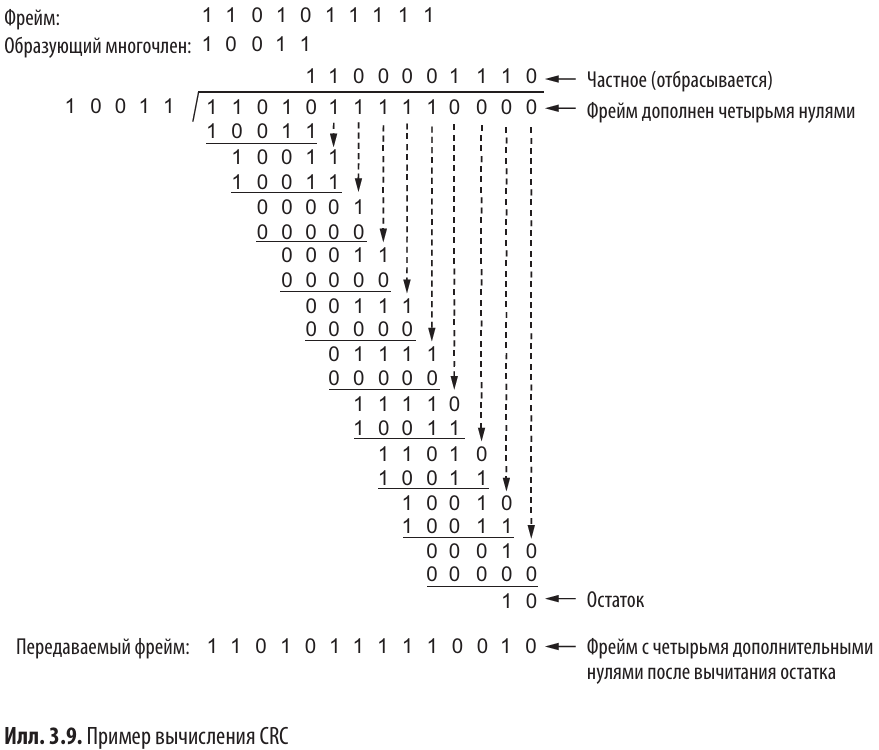 Фрейм: 1 1 0 1 0 1 1 1 1 1
Образующий многочлен: 1 0 0 1 1
1 1 0 0 0 0 1 1 1 0 Частное (отбрасывается)
1 0 0 1 1 1 1 0 1 0 1 1 1 1 1 0 0 0 0 Фрейм дополнен четырьмя нулями
1 0 0 1 1
1 0 0 1 1
1 0 0 1 1
0 0 0 0 1
0 0 0 0 0
0 0 0 1 1
0 0 0 0 0
0 0 1 1 1
0 0 0 0 0
0 1 1 1 1
0 0 0 0 0
1 1 1 1 0
1 0 0 1 1
1 1 0 1 0
1 0 0 1 1
1 0 0 1 0
1 0 0 1 1
0 0 0 1 0
0 0 0 0 0
1 0 Остаток
Передаваемый фрейм: 1 1 0 1 0 1 1 1 1 1 0 0 1 0 Фрейм с четырьмя дополнительными
нулями после вычитания остатка
Илл. 3.9. Пример вычисления CRC